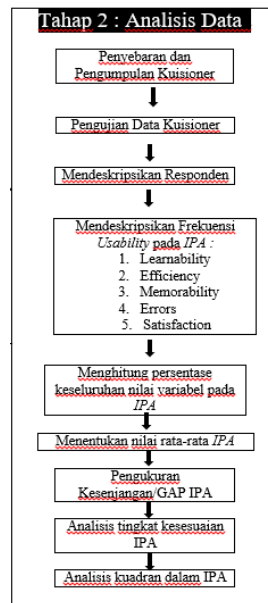 Tahap 2 : Analisis Data
Penyebaran dan
Pengumpulan Kuisioner
Pengujian Data Kuisioner
Mendeskripsikan Responden
Mendeskripsikan Frekuensi
Usability pada IPA :
1. Learnability
2. Efficiency
3. Memorability
4. Errors
5. Satisfaction
Menghitung persentase
keseluruhan nilai variabel pada
IPA
Menentukan nilai rata-rata IPA
Pengukuran
Kesenjangan/GAP IPA
Analisis tingkat kesesuaian
IPA
Analisis kuadran dalam IPA